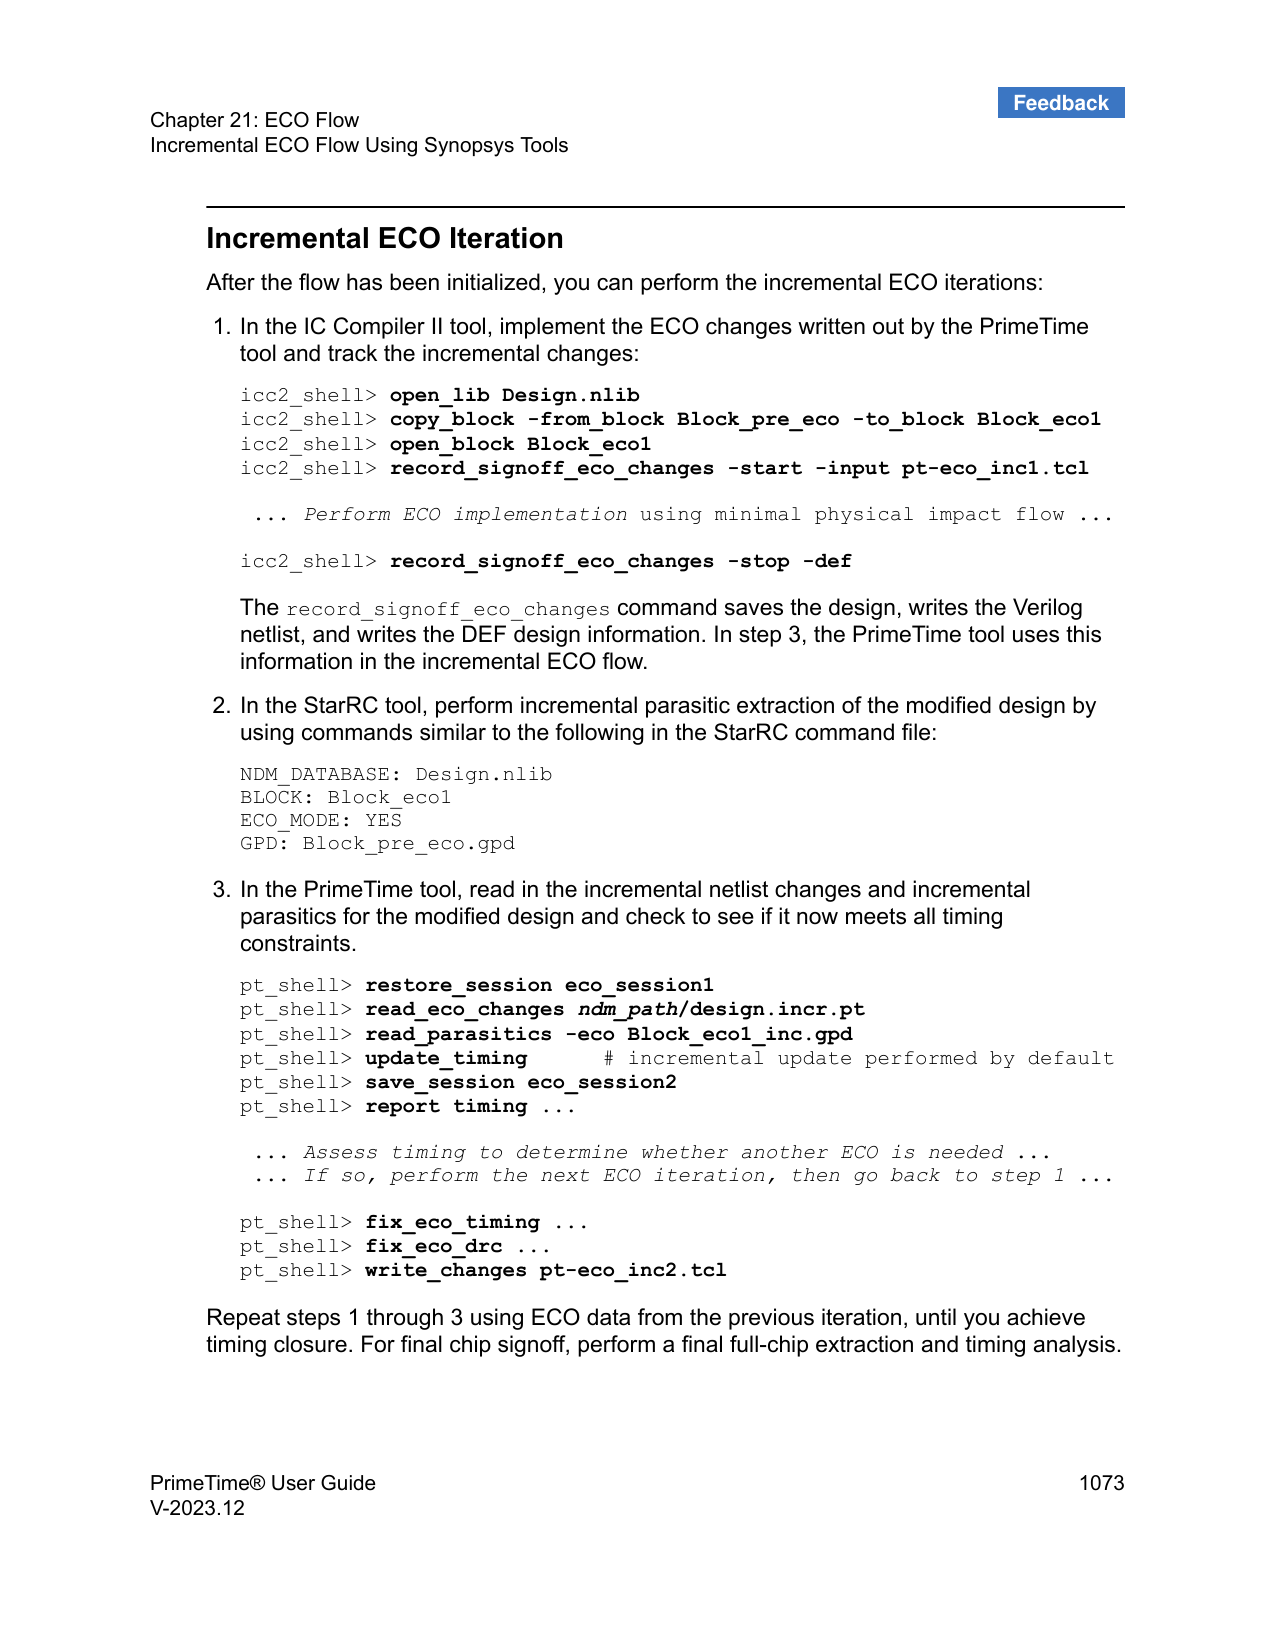 Feedback
Chapter 21: ECO Flow
Incremental ECO Flow Using Synopsys Tools
Incremental ECO Iteration
After the flow has been initialized, you can perform the incremental ECO iterations:
1. In the IC Compiler II tool, implement the ECO changes written out by the PrimeTime
tool and track the incremental changes:
icc2_shell> open_lib Design.nlib
icc2_shell> copy_block -from_block Block_pre_eco -to_block Block_eco1
icc2_shell> open_block Block_eco1
icc2_shell> record_signoff_eco_changes -start -input pt-eco_inc1.tcl
... Perform ECO implementation using minimal physical impact flow ...
icc2_shell> record_signoff_eco_changes -stop -def
The record_signoff_eco_changes command saves the design, writes the Verilog
netlist, and writes the DEF design information. In step 3, the PrimeTime tool uses this
information in the incremental ECO flow.
2. In the StarRC tool, perform incremental parasitic extraction of the modified design by
using commands similar to the following in the StarRC command file:
NDM_DATABASE: Design.nlib
BLOCK: Block_eco1
ECO_MODE: YES
GPD: Block_pre_eco.gpd
3. In the PrimeTime tool, read in the incremental netlist changes and incremental
parasitics for the modified design and check to see if it now meets all timing
constraints.
pt_shell> restore_session eco_session1
pt_shell> read_eco_changes ndm_path/design.incr.pt
pt_shell> read_parasitics -eco Block_eco1_inc.gpd
pt_shell> update_timing # incremental update performed by default
pt_shell> save_session eco_session2
pt_shell> report timing ...
... Assess timing to determine whether another ECO is needed ...
... If so, perform the next ECO iteration, then go back to step 1 ...
pt_shell> fix_eco_timing ...
pt_shell> fix_eco_drc ...
pt_shell> write_changes pt-eco_inc2.tcl
Repeat steps 1 through 3 using ECO data from the previous iteration, until you achieve
timing closure. For final chip signoff, perform a final full-chip extraction and timing analysis.
PrimeTime® User Guide 1073
V-2023.12